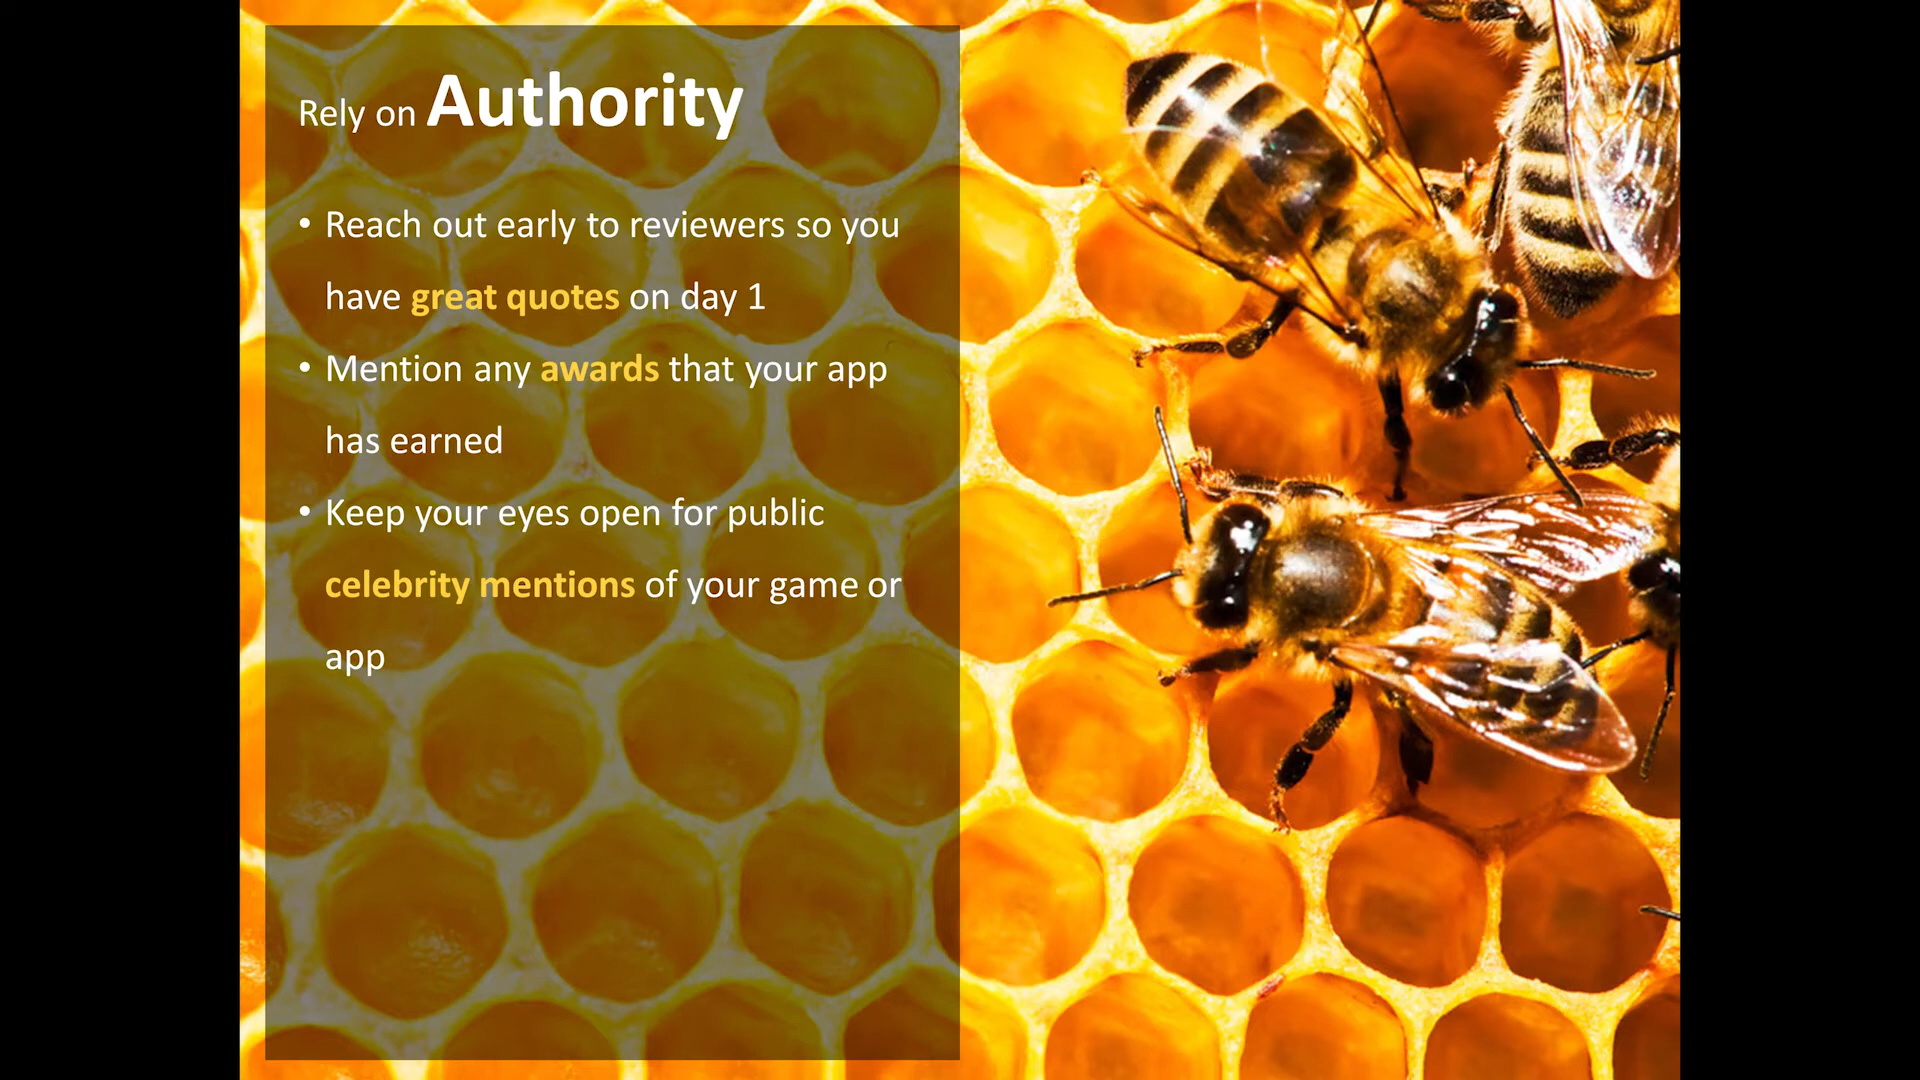 Rely on Authority
• Reach out early to reviewers so you
have great quotes on day 1
• Mention any awards that your app
has earned
• Keep your eyes open for public
celebrity mentions of your game or
app